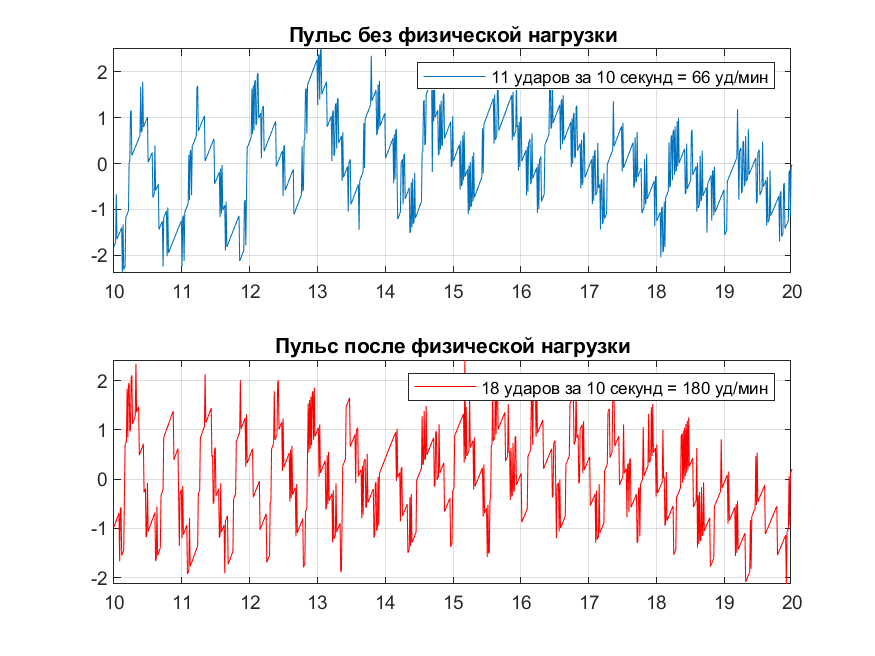 Пульс без физической нагрузки
11 ударов за 10 секунд = 66 уд/мин
2
1
0
-1
-2
10 11 12 13 14 15 16 17 18 19 20
Пульс после физической нагрузки
18 ударов за 10 секунд = 180 уд/мин
2
1
0
-1
-2
10 11 12 13 14 15 16 17 18 19 20